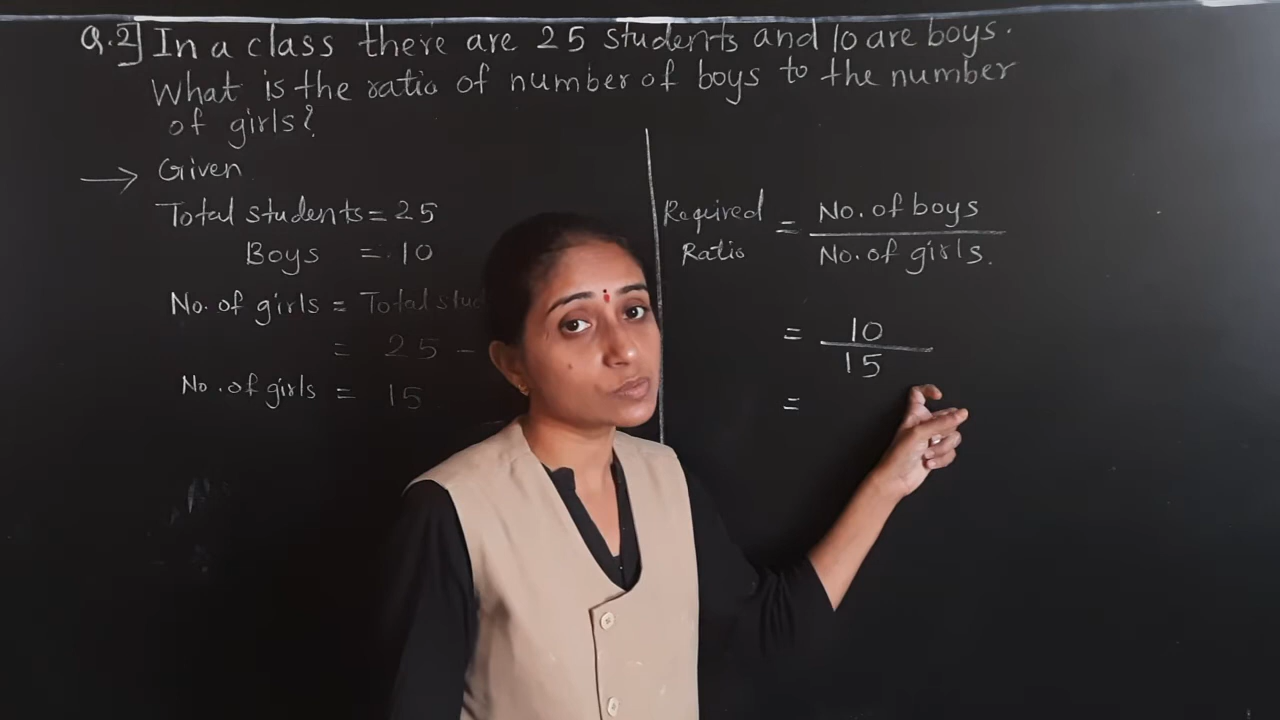 Q.2] In a class there are 25 students and 10 are boys.
What is the ratio of number of boys to the number
of girls?
→ Given
Total students = 25
Boys = 10
No. of girls = Total stud
= 25 -
No. of girls = 15
Required Ratio = No. of boys / No. of girls.
= 10 / 15
=